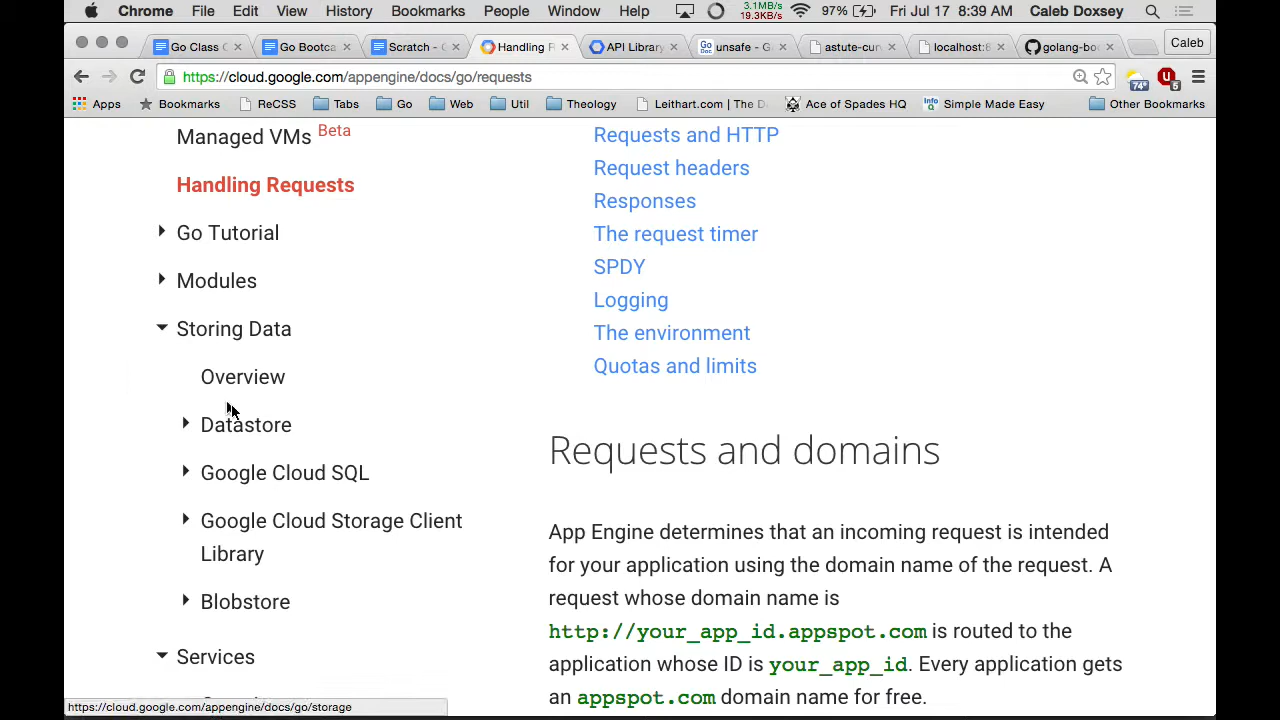 Chrome File Edit View History Bookmarks People Window Help 3.1MB/s 19.3KB/s 97% Fri Jul 17 8:39 AM Caleb Doxsey
Go Class Go Bootca Scratch - Handling R API Library unsafe - G astute-sun localhost:8 golang-bo Caleb
https://cloud.google.com/appengine/docs/go/requests 74° 5
Apps Bookmarks ReCSS Tabs Go Web Util Theology Leithart.com | The D Ace of Spades HQ Info Q Simple Made Easy Other Bookmarks
Managed VMs Beta
Handling Requests
Go Tutorial
Modules
Storing Data
Overview
Datastore
Google Cloud SQL
Google Cloud Storage Client
Library
Blobstore
Services
https://cloud.google.com/appengine/docs/go/storage
Requests and HTTP
Request headers
Responses
The request timer
SPDY
Logging
The environment
Quotas and limits
Requests and domains
App Engine determines that an incoming request is intended
for your application using the domain name of the request. A
request whose domain name is
http://your_app_id.appspot.com is routed to the
application whose ID is your_app_id. Every application gets
an appspot.com domain name for free.